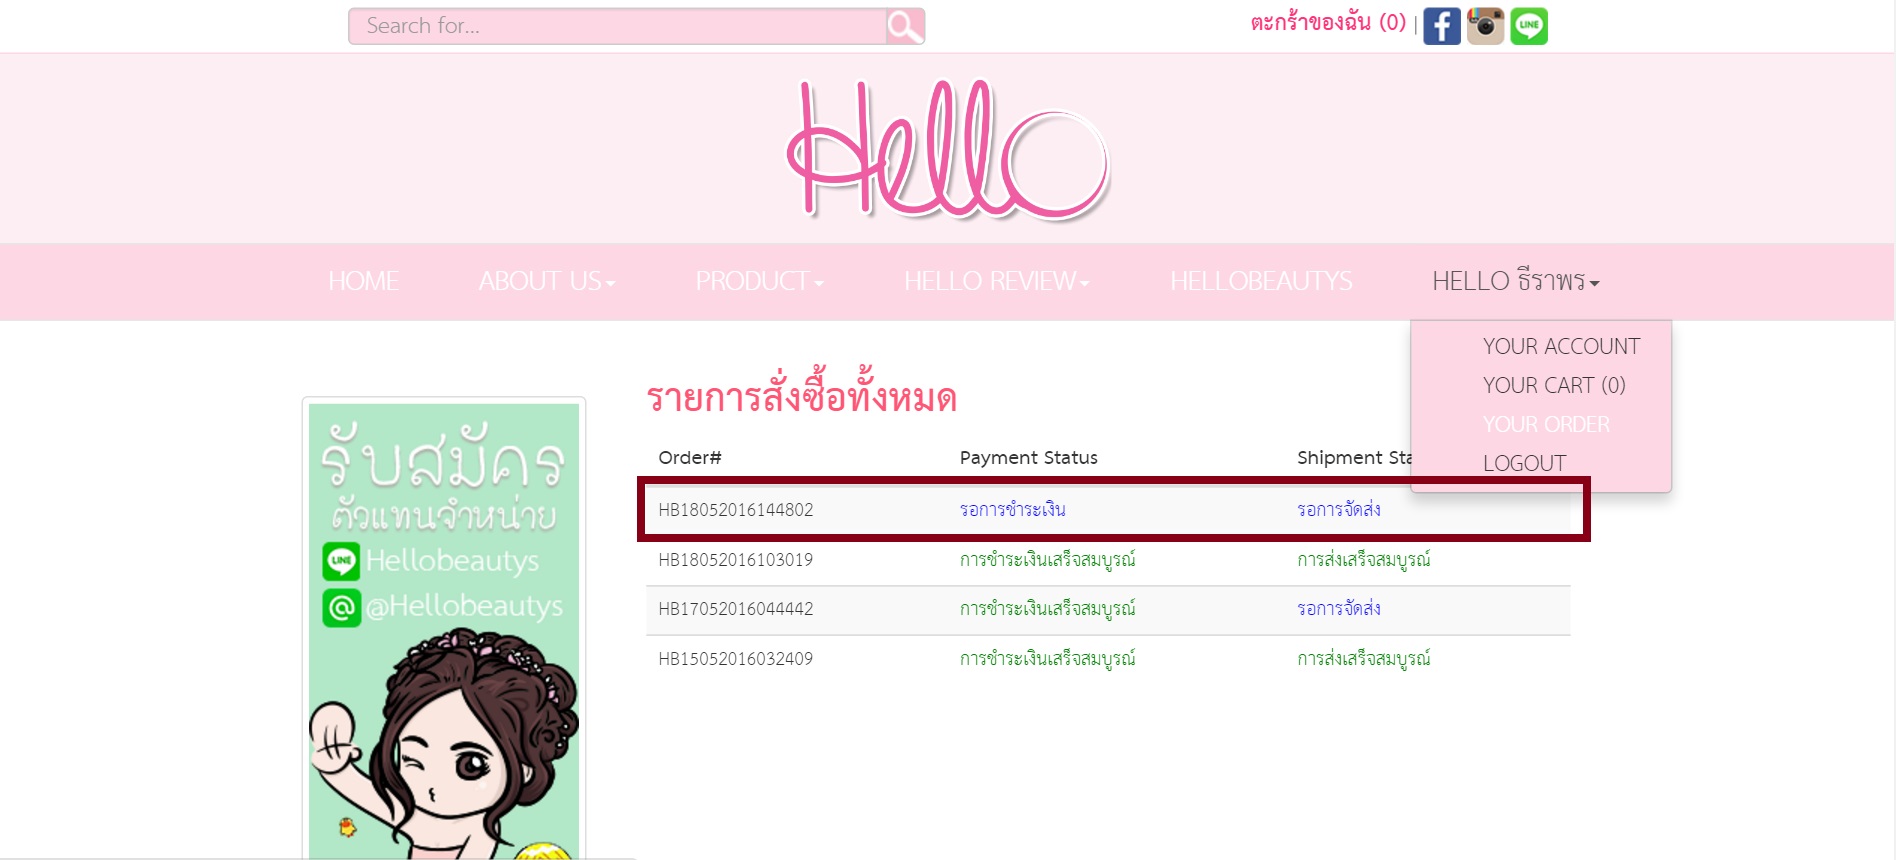 Search for...
ตะกร้าของฉัน (0) |
Hello
HOME ABOUT US PRODUCT HELLO REVIEW HELLOBEAUTYS HELLO ธีราพร
YOUR ACCOUNT
YOUR CART (0)
YOUR ORDER
LOGOUT
รับสมัคร
ตัวแทนจำหน่าย
LINE Hellobeautys
@ @Hellobeautys
รายการสั่งซื้อทั้งหมด
Order# Payment Status Shipment Sta
HB18052016144802 รอการชำระเงิน รอการจัดส่ง
HB18052016103019 การชำระเงินเสร็จสมบูรณ์ การส่งเสร็จสมบูรณ์
HB17052016044442 การชำระเงินเสร็จสมบูรณ์ รอการจัดส่ง
HB15052016032409 การชำระเงินเสร็จสมบูรณ์ การส่งเสร็จสมบูรณ์